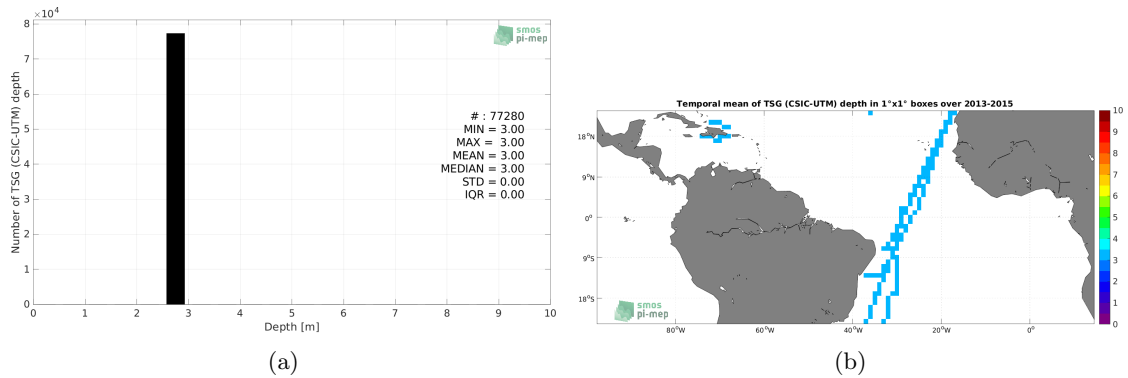 ×10⁴
8
7
6
5
4
3
2
1
0
Number of TSG (CSIC-UTM) depth
smos
pi-mep
# : 77280
MIN = 3.00
MAX = 3.00
MEAN = 3.00
MEDIAN = 3.00
STD = 0.00
IQR = 0.00
0 1 2 3 4 5 6 7 8 9 10
Depth [m]
(a)
Temporal mean of TSG (CSIC-UTM) depth in 1°x1° boxes over 2013-2015
18°N
9°N
0°
9°S
18°S
80°W 60°W 40°W 20°W 0°
smos
pi-mep
10
9
8
7
6
5
4
3
2
1
0
(b)